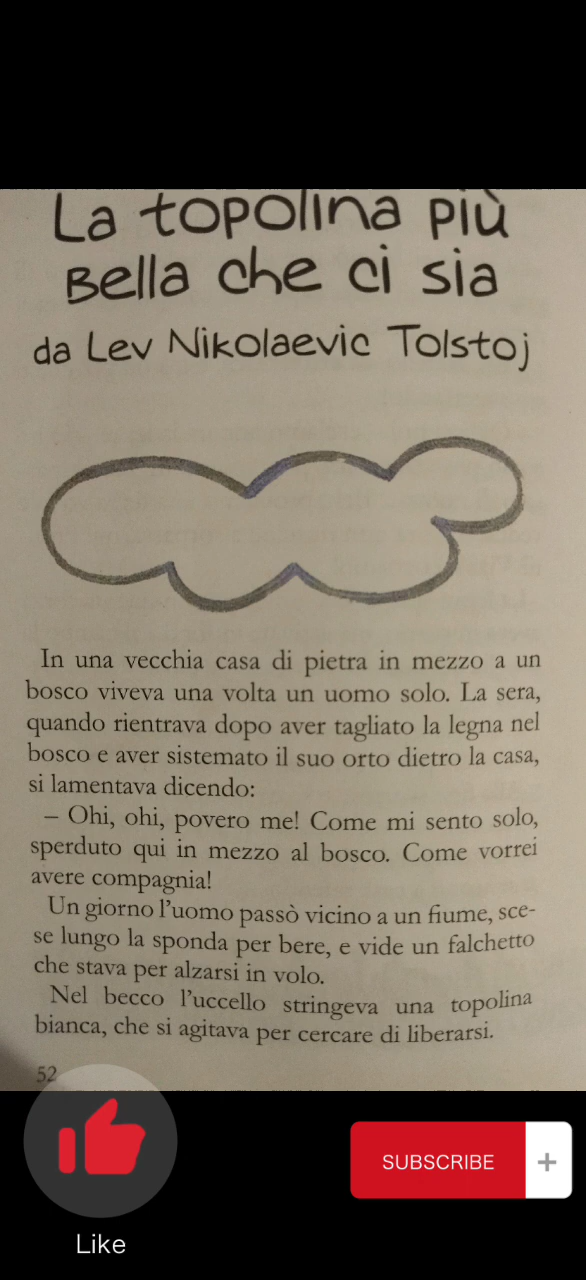 La topolina più
Bella che ci sia
da Lev Nikolaevic Tolstoj
In una vecchia casa di pietra in mezzo a un
bosco viveva una volta un uomo solo. La sera,
quando rientrava dopo aver tagliato la legna nel
bosco e aver sistemato il suo orto dietro la casa,
si lamentava dicendo:
– Ohi, ohi, povero me! Come mi sento solo,
sperduto qui in mezzo al bosco. Come vorrei
avere compagnia!
Un giorno l'uomo passò vicino a un fiume, sce-
se lungo la sponda per bere, e vide un falchetto
che stava per alzarsi in volo.
Nel becco l'uccello stringeva una topolina
bianca, che si agitava per cercare di liberarsi.
52
SUBSCRIBE +
Like